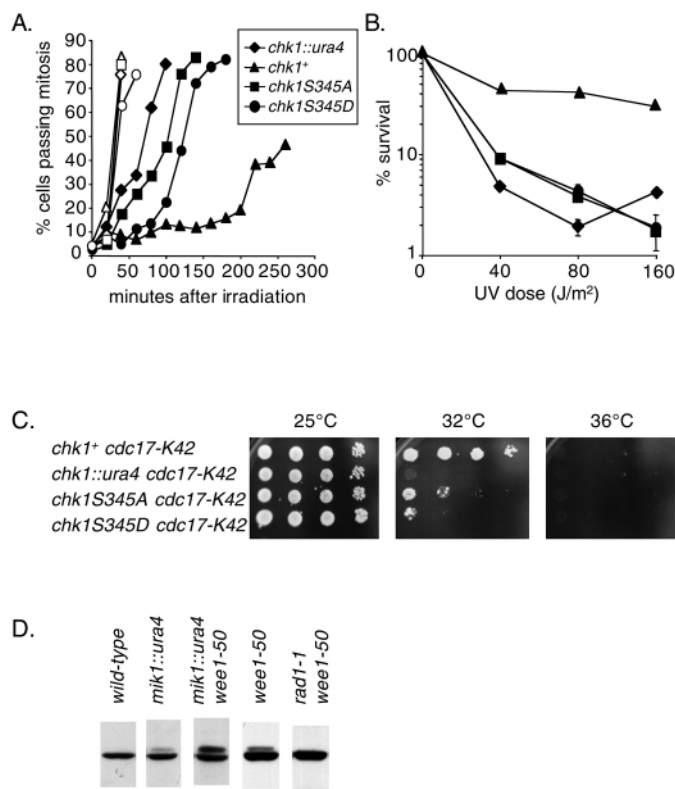 A.
% cells passing mitosis
90
80
70
60
50
40
30
20
10
0
0 50 100 150 200 250 300
minutes after irradiation
chk1::ura4
chk1+
chk1S345A
chk1S345D
B.
% survival
100
10
1
0 40 80 160
UV dose (J/m²)
C.
25°C 32°C 36°C
chk1+ cdc17-K42
chk1::ura4 cdc17-K42
chk1S345A cdc17-K42
chk1S345D cdc17-K42
D.
wild-type
mik1::ura4
mik1::ura4
wee1-50
wee1-50
rad1-1
wee1-50